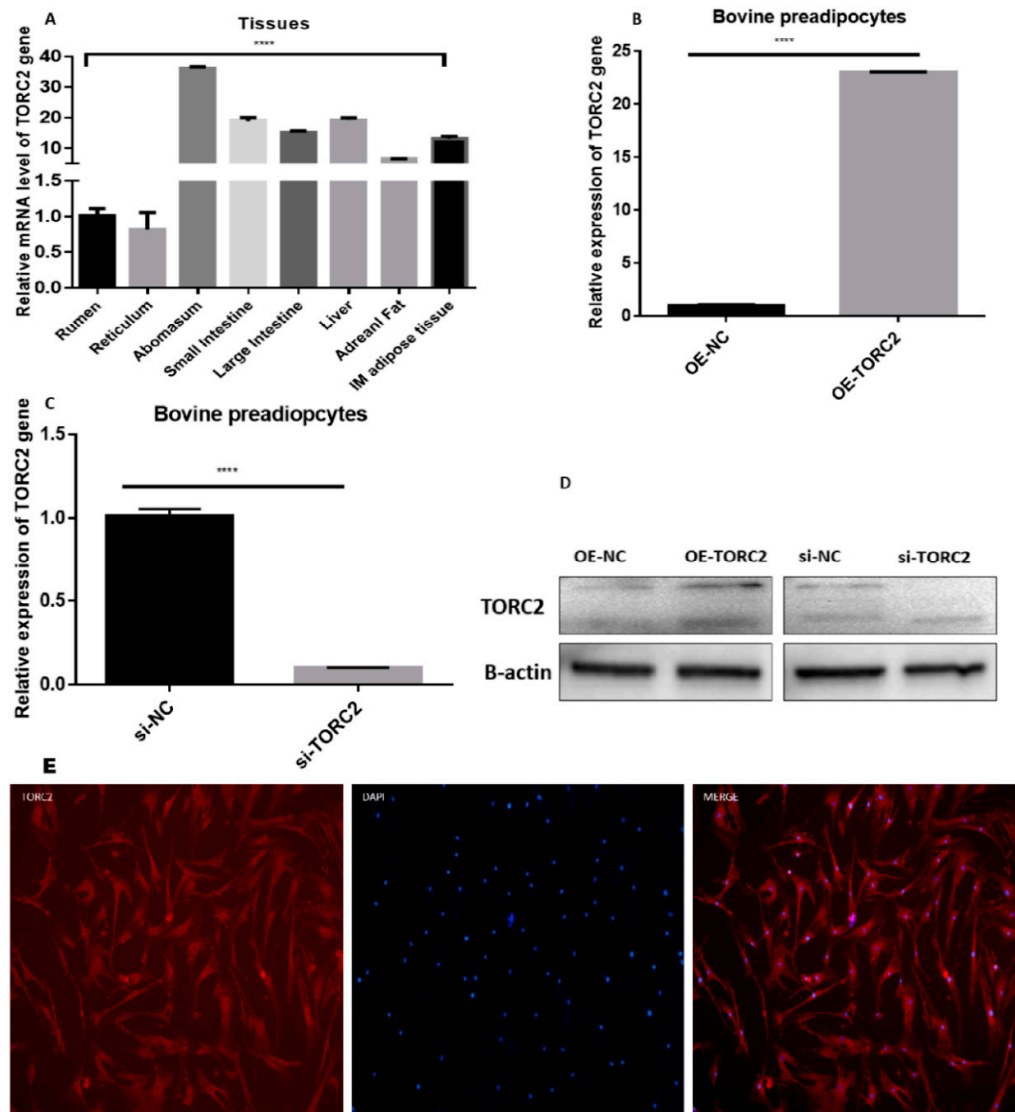 A
Tissues
****
Relative mRNA level of TORC2 gene
40
30
20
10
1.5
1.0
0.5
0.0
Rumen
Reticulum
Abomasum
Small Intestine
Large Intestine
Liver
Adreanl Fat
IM adipose tissue
B
Bovine preadipocytes
****
Relative expression of TORC2 gene
25
20
15
10
5
0
OE-NC
OE-TORC2
C
Bovine preadiopcytes
****
Relative expression of TORC2 gene
1.5
1.0
0.5
0.0
si-NC
si-TORC2
D
OE-NC OE-TORC2 si-NC si-TORC2
TORC2
B-actin
E
TORC2
DAPI
MERGE